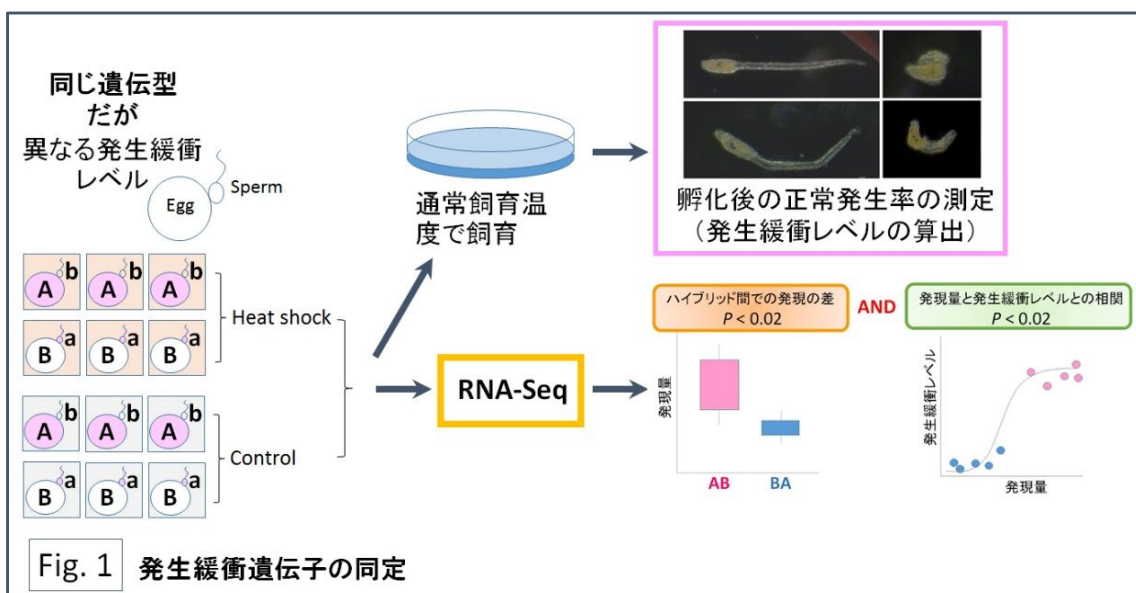 同じ遺伝型
だが
異なる発生緩衝
レベル
Sperm
Egg
A b A b A b
B a B a B a
Heat shock
A b A b A b
B a B a B a
Control
通常飼育温
度で飼育
孵化後の正常発生率の測定
（発生緩衝レベルの算出）
RNA-Seq
ハイブリッド間での発現の差
P < 0.02
AND
発現量と発生緩衝レベルとの相関
P < 0.02
発現量
AB BA
発生緩衝レベル
発現量
Fig. 1 発生緩衝遺伝子の同定